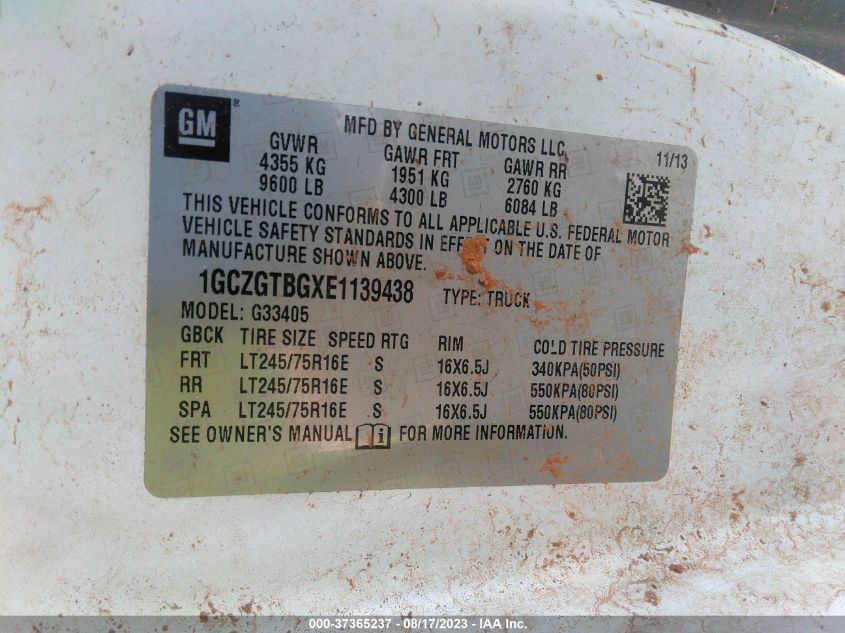 GM®
MFD BY GENERAL MOTORS LLC
11/13
GVWR GAWR FRT GAWR RR
4355 KG 1951 KG 2760 KG
9600 LB 4300 LB 6084 LB
THIS VEHICLE CONFORMS TO ALL APPLICABLE U.S. FEDERAL MOTOR
VEHICLE SAFETY STANDARDS IN EFFECT ON THE DATE OF
MANUFACTURE SHOWN ABOVE.
1GCZGTBGXE1139438 TYPE: TRUCK
MODEL: G33405
GBCK TIRE SIZE SPEED RTG RIM COLD TIRE PRESSURE
FRT LT245/75R16E S 16X6.5J 340KPA(50PSI)
RR LT245/75R16E S 16X6.5J 550KPA(80PSI)
SPA LT245/75R16E S 16X6.5J 550KPA(80PSI)
SEE OWNER'S MANUAL FOR MORE INFORMATION.
000-37365237 - 08/17/2023 - IAA Inc.